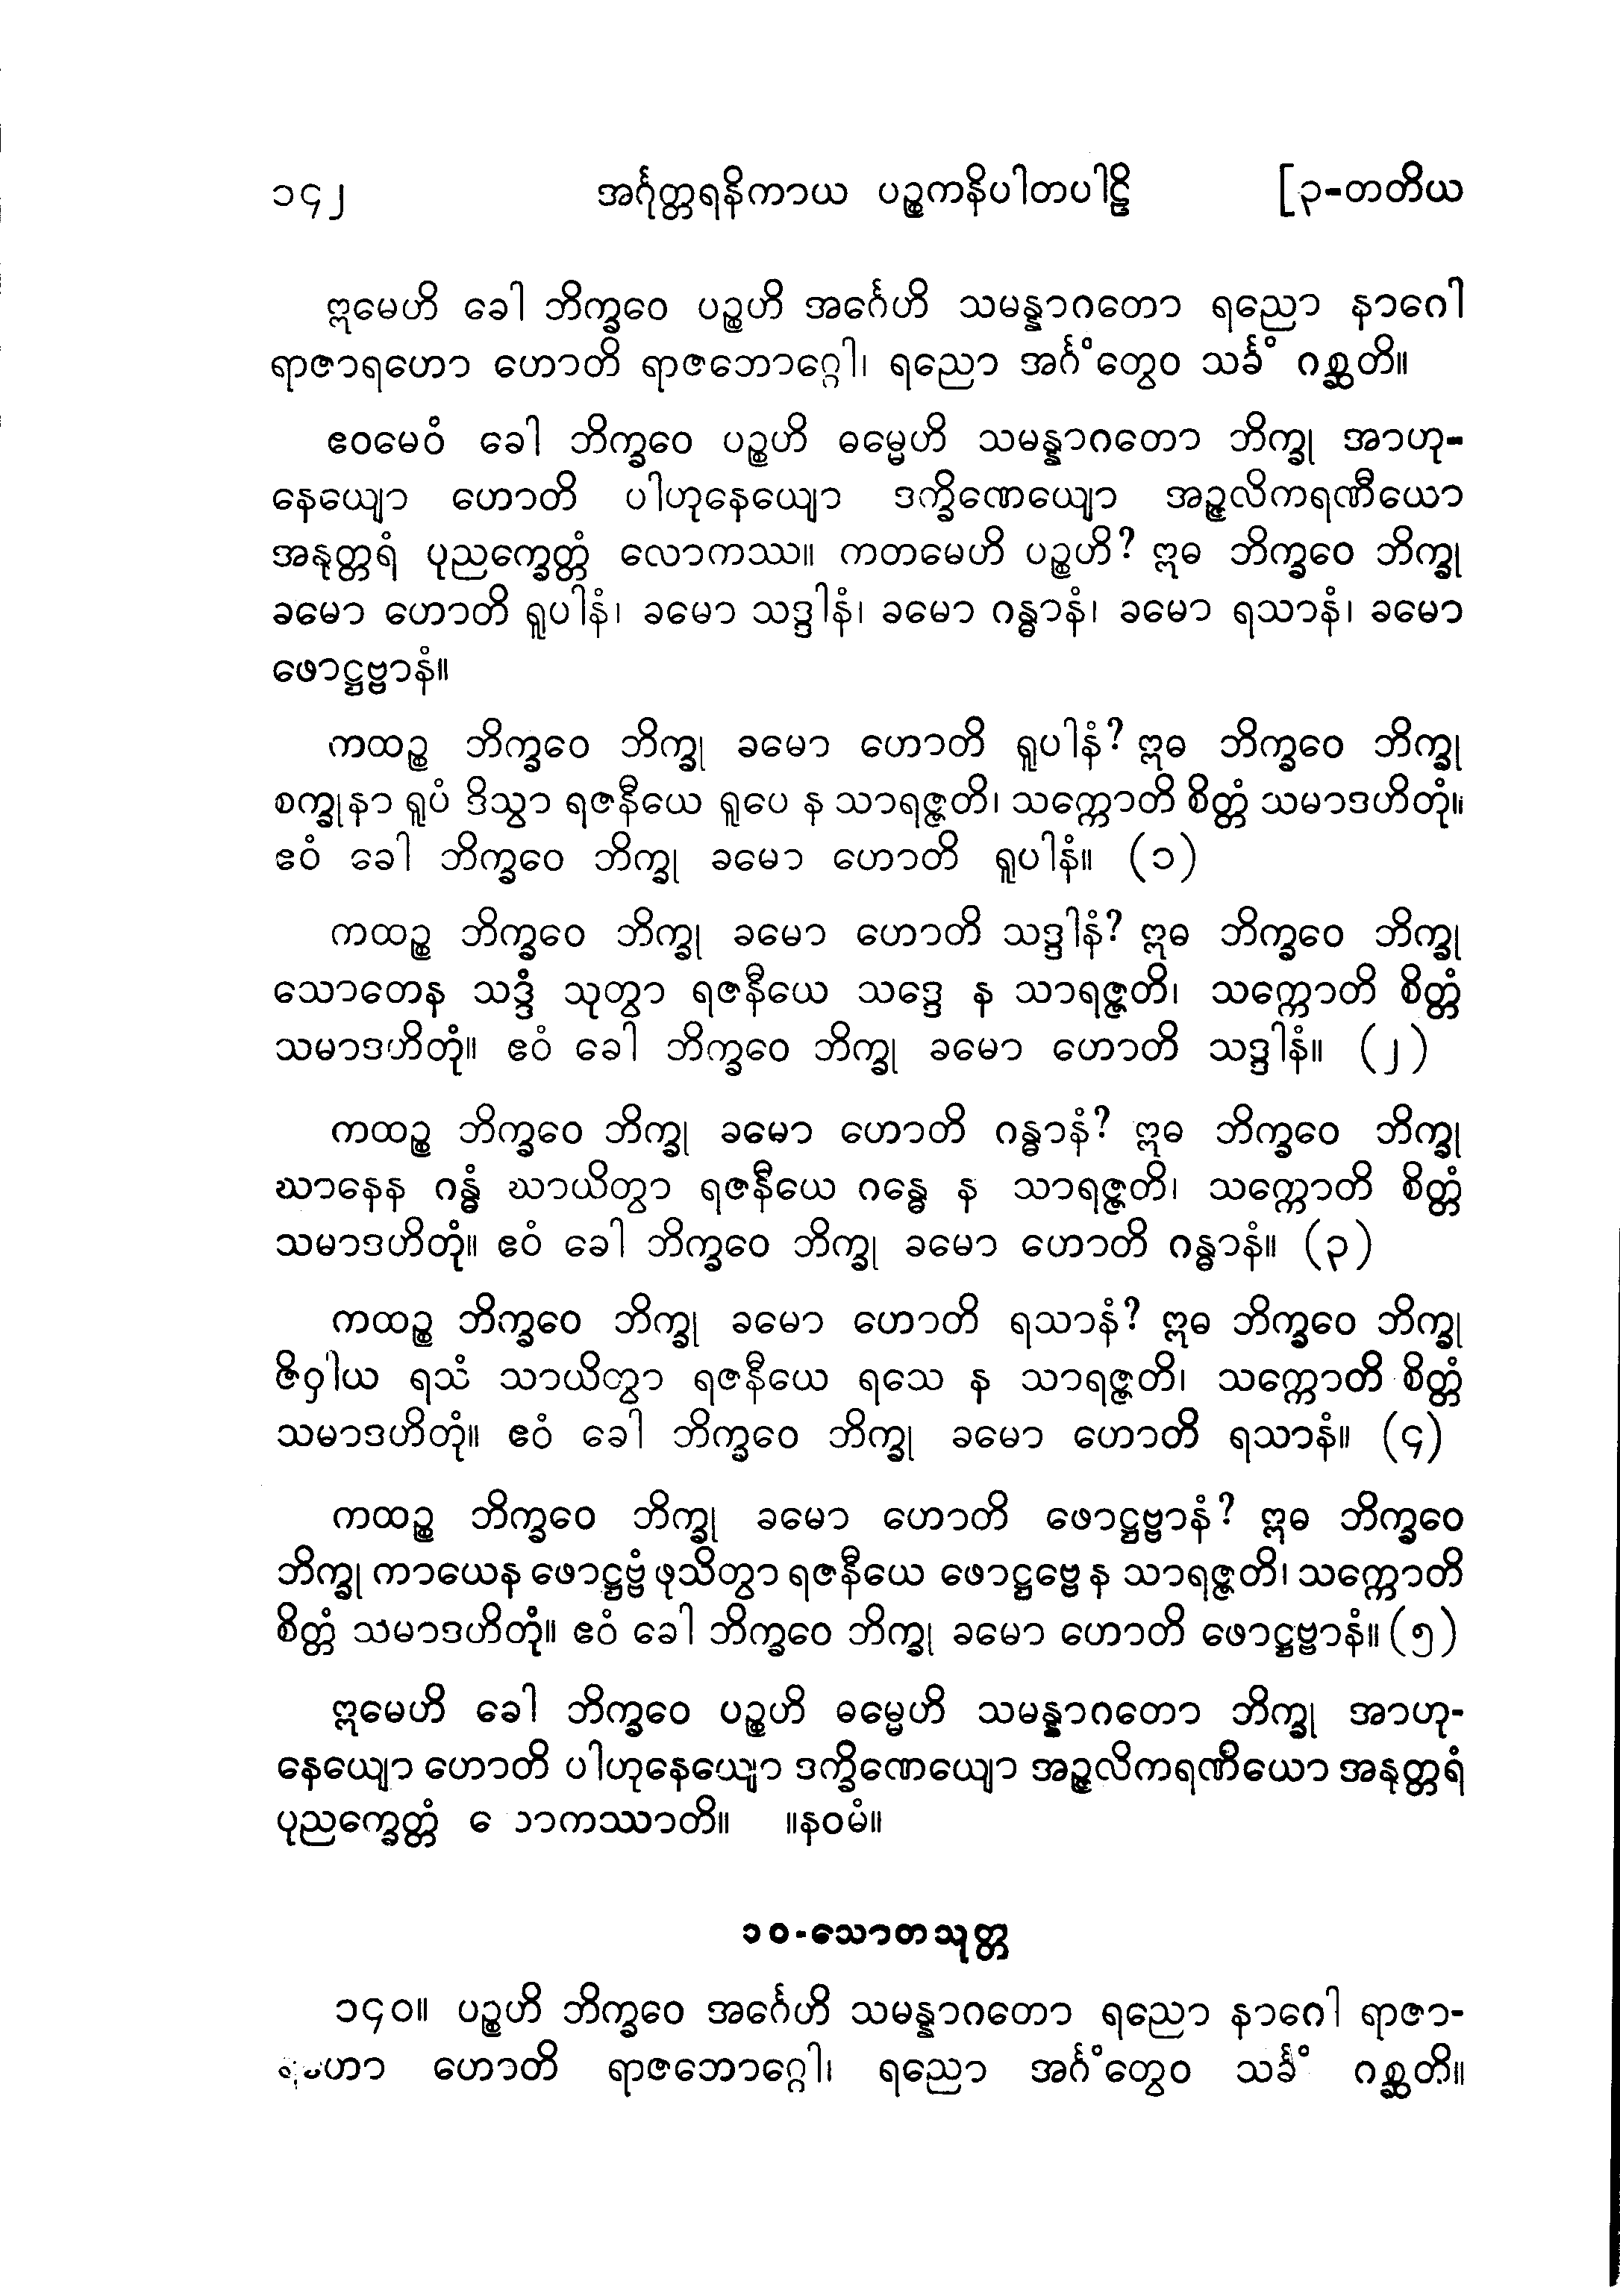 ၁၄၂ အင်္ဂုတ္တရနိကာယ ပဉ္စကနိပါတပါဠိ [၃-တတိယ
ဣမေဟိ ခေါ ဘိက္ခဝေ ပဉ္စဟိ အင်္ဂေဟိ သမန္နာဂတော ရညော နာဂေါ
ရာဇာရဟော ဟောတိ ရာဇဘောဂ္ဂေါ၊ ရညော အင်္ဂံတွေဝ သင်္ခံ ဂစ္ဆတိ။
ဧဝမေဝံ ခေါ ဘိက္ခဝေ ပဉ္စဟိ ဓမ္မေဟိ သမန္နာဂတော ဘိက္ခု အာဟု-
နေယျော ဟောတိ ပါဟုနေယျော ဒက္ခိဏေယျော အဉ္ဇလိကရဏီယော
အနုတ္တရံ ပုညက္ခေတ္တံ လောကဿ။ ကတမေဟိ ပဉ္စဟိ? ဣဓ ဘိက္ခဝေ ဘိက္ခု
ခမော ဟောတိ ရူပါနံ၊ ခမော သဒ္ဒါနံ၊ ခမော ဂန္ဓာနံ၊ ခမော ရသာနံ၊ ခမော
ဖောဋ္ဌဗ္ဗာနံ။
ကထဉ္စ ဘိက္ခဝေ ဘိက္ခု ခမော ဟောတိ ရူပါနံ? ဣဓ ဘိက္ခဝေ ဘိက္ခု
စက္ခုနာ ရူပံ ဒိသွာ ရဇနီယေ ရူပေ န သာရဇ္ဇတိ၊ သက္ကောတိ စိတ္တံ သမာဒဟိတုံ။
ဧဝံ ခေါ ဘိက္ခဝေ ဘိက္ခု ခမော ဟောတိ ရူပါနံ။ (၁)
ကထဉ္စ ဘိက္ခဝေ ဘိက္ခု ခမော ဟောတိ သဒ္ဒါနံ? ဣဓ ဘိက္ခဝေ ဘိက္ခု
သောတေန သဒ္ဒံ သုတွာ ရဇနီယေ သဒ္ဒေ န သာရဇ္ဇတိ၊ သက္ကောတိ စိတ္တံ
သမာဒဟိတုံ။ ဧဝံ ခေါ ဘိက္ခဝေ ဘိက္ခု ခမော ဟောတိ သဒ္ဒါနံ။ (၂)
ကထဉ္စ ဘိက္ခဝေ ဘိက္ခု ခမော ဟောတိ ဂန္ဓာနံ? ဣဓ ဘိက္ခဝေ ဘိက္ခု
ဃာနေန ဂန္ဓံ ဃာယိတွာ ရဇနီယေ ဂန္ဓေ န သာရဇ္ဇတိ၊ သက္ကောတိ စိတ္တံ
သမာဒဟိတုံ။ ဧဝံ ခေါ ဘိက္ခဝေ ဘိက္ခု ခမော ဟောတိ ဂန္ဓာနံ။ (၃)
ကထဉ္စ ဘိက္ခဝေ ဘိက္ခု ခမော ဟောတိ ရသာနံ? ဣဓ ဘိက္ခဝေ ဘိက္ခု
ဇိဝှါယ ရသံ သာယိတွာ ရဇနီယေ ရသေ န သာရဇ္ဇတိ၊ သက္ကောတိ စိတ္တံ
သမာဒဟိတုံ။ ဧဝံ ခေါ ဘိက္ခဝေ ဘိက္ခု ခမော ဟောတိ ရသာနံ။ (၄)
ကထဉ္စ ဘိက္ခဝေ ဘိက္ခု ခမော ဟောတိ ဖောဋ္ဌဗ္ဗာနံ? ဣဓ ဘိက္ခဝေ
ဘိက္ခု ကာယေန ဖောဋ္ဌဗ္ဗံ ဖုသိတွာ ရဇနီယေ ဖောဋ္ဌဗ္ဗေ န သာရဇ္ဇတိ၊ သက္ကောတိ
စိတ္တံ သမာဒဟိတုံ။ ဧဝံ ခေါ ဘိက္ခဝေ ဘိက္ခု ခမော ဟောတိ ဖောဋ္ဌဗ္ဗာနံ။ (၅)
ဣမေဟိ ခေါ ဘိက္ခဝေ ပဉ္စဟိ ဓမ္မေဟိ သမန္နာဂတော ဘိက္ခု အာဟု-
နေယျော ဟောတိ ပါဟုနေယျော ဒက္ခိဏေယျော အဉ္ဇလိကရဏီယော အနုတ္တရံ
ပုညက္ခေတ္တံ လောကဿာတိ။ ။နဝမံ။
၁၀-သောတသုတ္တ
၁၄၀။ ပဉ္စဟိ ဘိက္ခဝေ အင်္ဂေဟိ သမန္နာဂတော ရညော နာဂေါ ရာဇာ-
ရဟော ဟောတိ ရာဇဘောဂ္ဂေါ၊ ရညော အင်္ဂံတွေဝ သင်္ခံ ဂစ္ဆတိ။